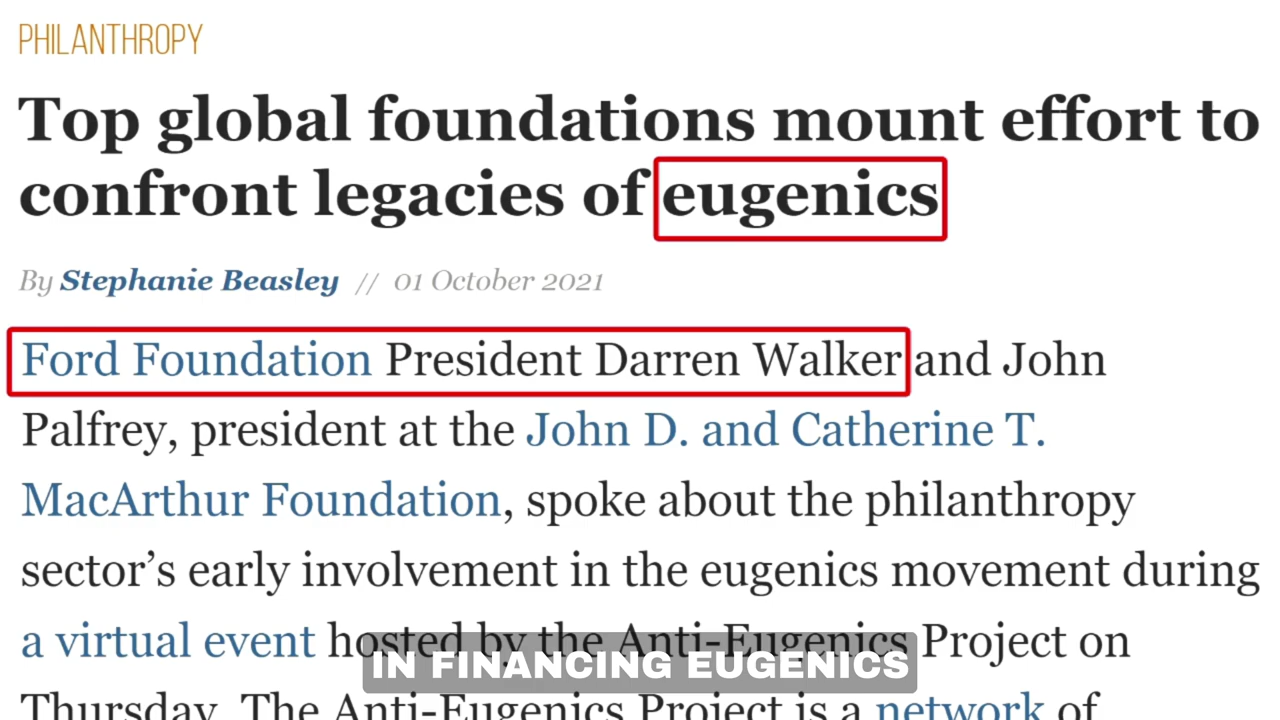 PHILANTHROPY
Top global foundations mount effort to
confront legacies of eugenics
By Stephanie Beasley // 01 October 2021
Ford Foundation President Darren Walker and John
Palfrey, president at the John D. and Catherine T.
MacArthur Foundation, spoke about the philanthropy
sector’s early involvement in the eugenics movement during
a virtual event hosted by the Anti-Eugenics Project on
IN FINANCING EUGENICS
Thursday. The Anti-Eugenics Project is a network of